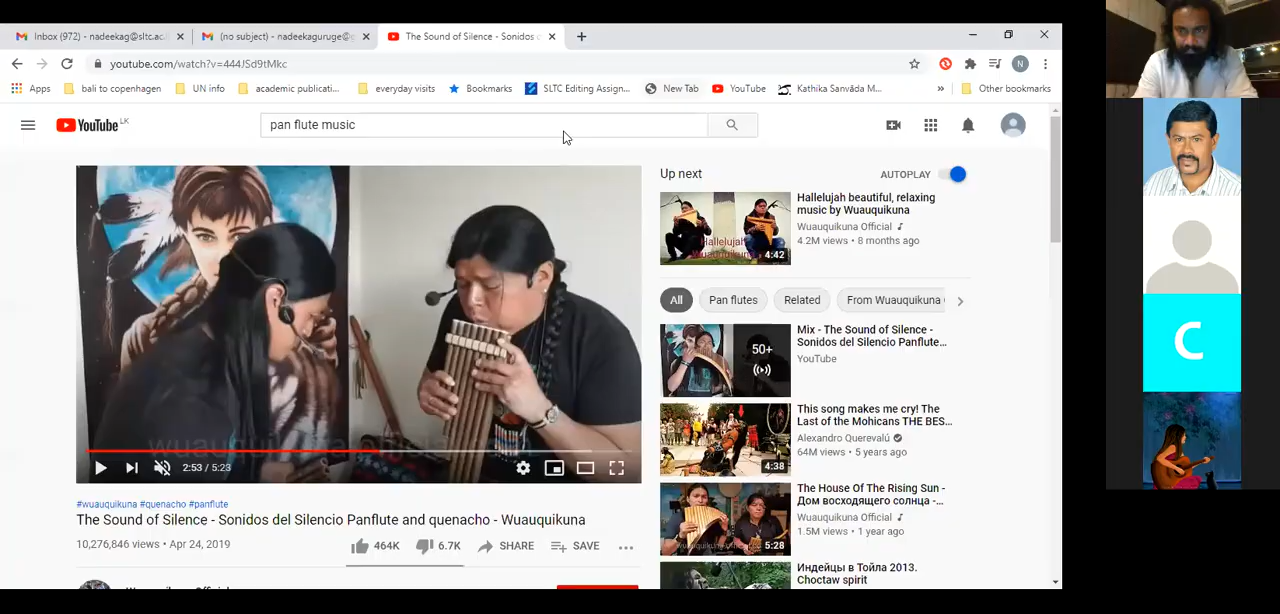 Inbox (972) - nadeekag@sltc.ac.
(no subject) - nadeekaguruge@g
The Sound of Silence - Sonidos d
youtube.com/watch?v=444JSd9tMkc
N
Apps
bali to copenhagen
UN info
academic publicati...
everyday visits
Bookmarks
SLTC Editing Assign...
New Tab
YouTube
Kathika Sanvāda M...
»
Other bookmarks
YouTube LK
pan flute music
wuauquikuna
2:53 / 5:23
#wuauquikuna #quenacho #panflute
The Sound of Silence - Sonidos del Silencio Panflute and quenacho - Wuauquikuna
10,276,846 views • Apr 24, 2019
464K
6.7K
SHARE
SAVE
Up next
AUTOPLAY
Hallelujah
Wuauquikuna
4:42
Hallelujah beautiful, relaxing
music by Wuauquikuna
Wuauquikuna Official
4.2M views • 8 months ago
All
Pan flutes
Related
From Wuauquikuna
50+
Mix - The Sound of Silence -
Sonidos del Silencio Panflute...
YouTube
4:38
This song makes me cry! The
Last of the Mohicans THE BES...
Alexandro Querevalú
64M views • 5 years ago
5:28
The House Of The Rising Sun -
Дом восходящего солнца -...
Wuauquikuna Official
1.5M views • 1 year ago
Индейцы в Тойла 2013.
Choctaw spirit
C